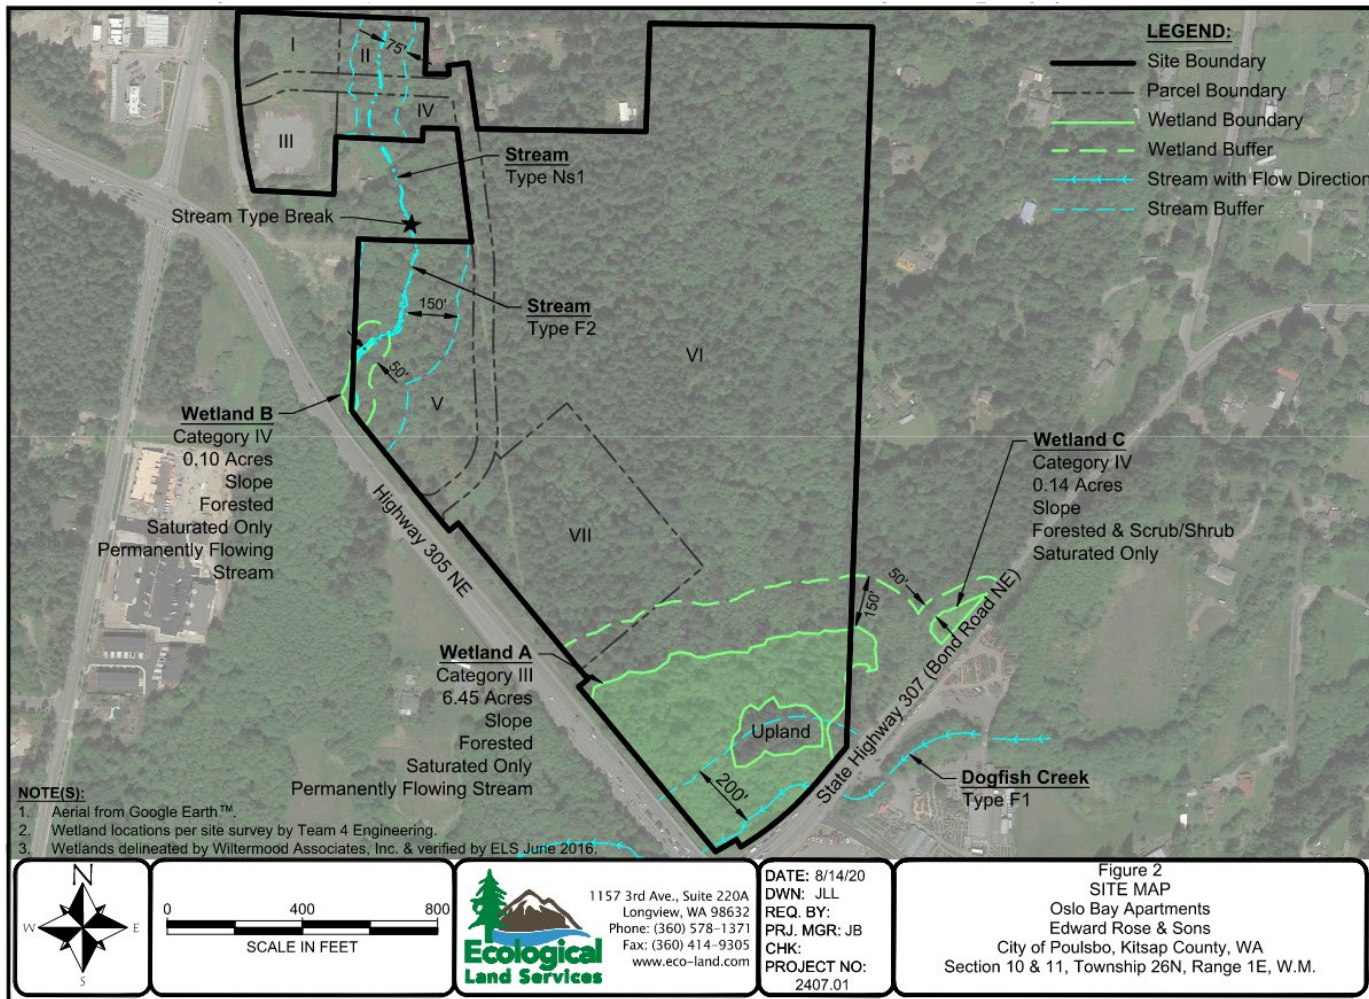 LEGEND:
Site Boundary
Parcel Boundary
Wetland Boundary
Wetland Buffer
Stream with Flow Direction
Stream Buffer
I
II
75'
IV
III
Stream
Type Ns1
Stream Type Break
Stream
Type F2
150'
50'
V
VI
VII
Wetland B
Category IV
0.10 Acres
Slope
Forested
Saturated Only
Permanently Flowing
Stream
Highway 305 NE
Wetland C
Category IV
0.14 Acres
Slope
Forested & Scrub/Shrub
Saturated Only
50'
150'
State Highway 307 (Bond Road NE)
Wetland A
Category III
6.45 Acres
Slope
Forested
Saturated Only
Permanently Flowing Stream
Upland
200'
Dogfish Creek
Type F1
NOTE(S):
1. Aerial from Google Earth™.
2. Wetland locations per site survey by Team 4 Engineering.
3. Wetlands delineated by Wiltermood Associates, Inc. & verified by ELS June 2016.
N
W E
S
0 400 800
SCALE IN FEET
Ecological
Land Services
1157 3rd Ave., Suite 220A
Longview, WA 98632
Phone: (360) 578-1371
Fax: (360) 414-9305
www.eco-land.com
DATE: 8/14/20
DWN: JLL
REQ. BY:
PRJ. MGR: JB
CHK:
PROJECT NO:
2407.01
Figure 2
SITE MAP
Oslo Bay Apartments
Edward Rose & Sons
City of Poulsbo, Kitsap County, WA
Section 10 & 11, Township 26N, Range 1E, W.M.